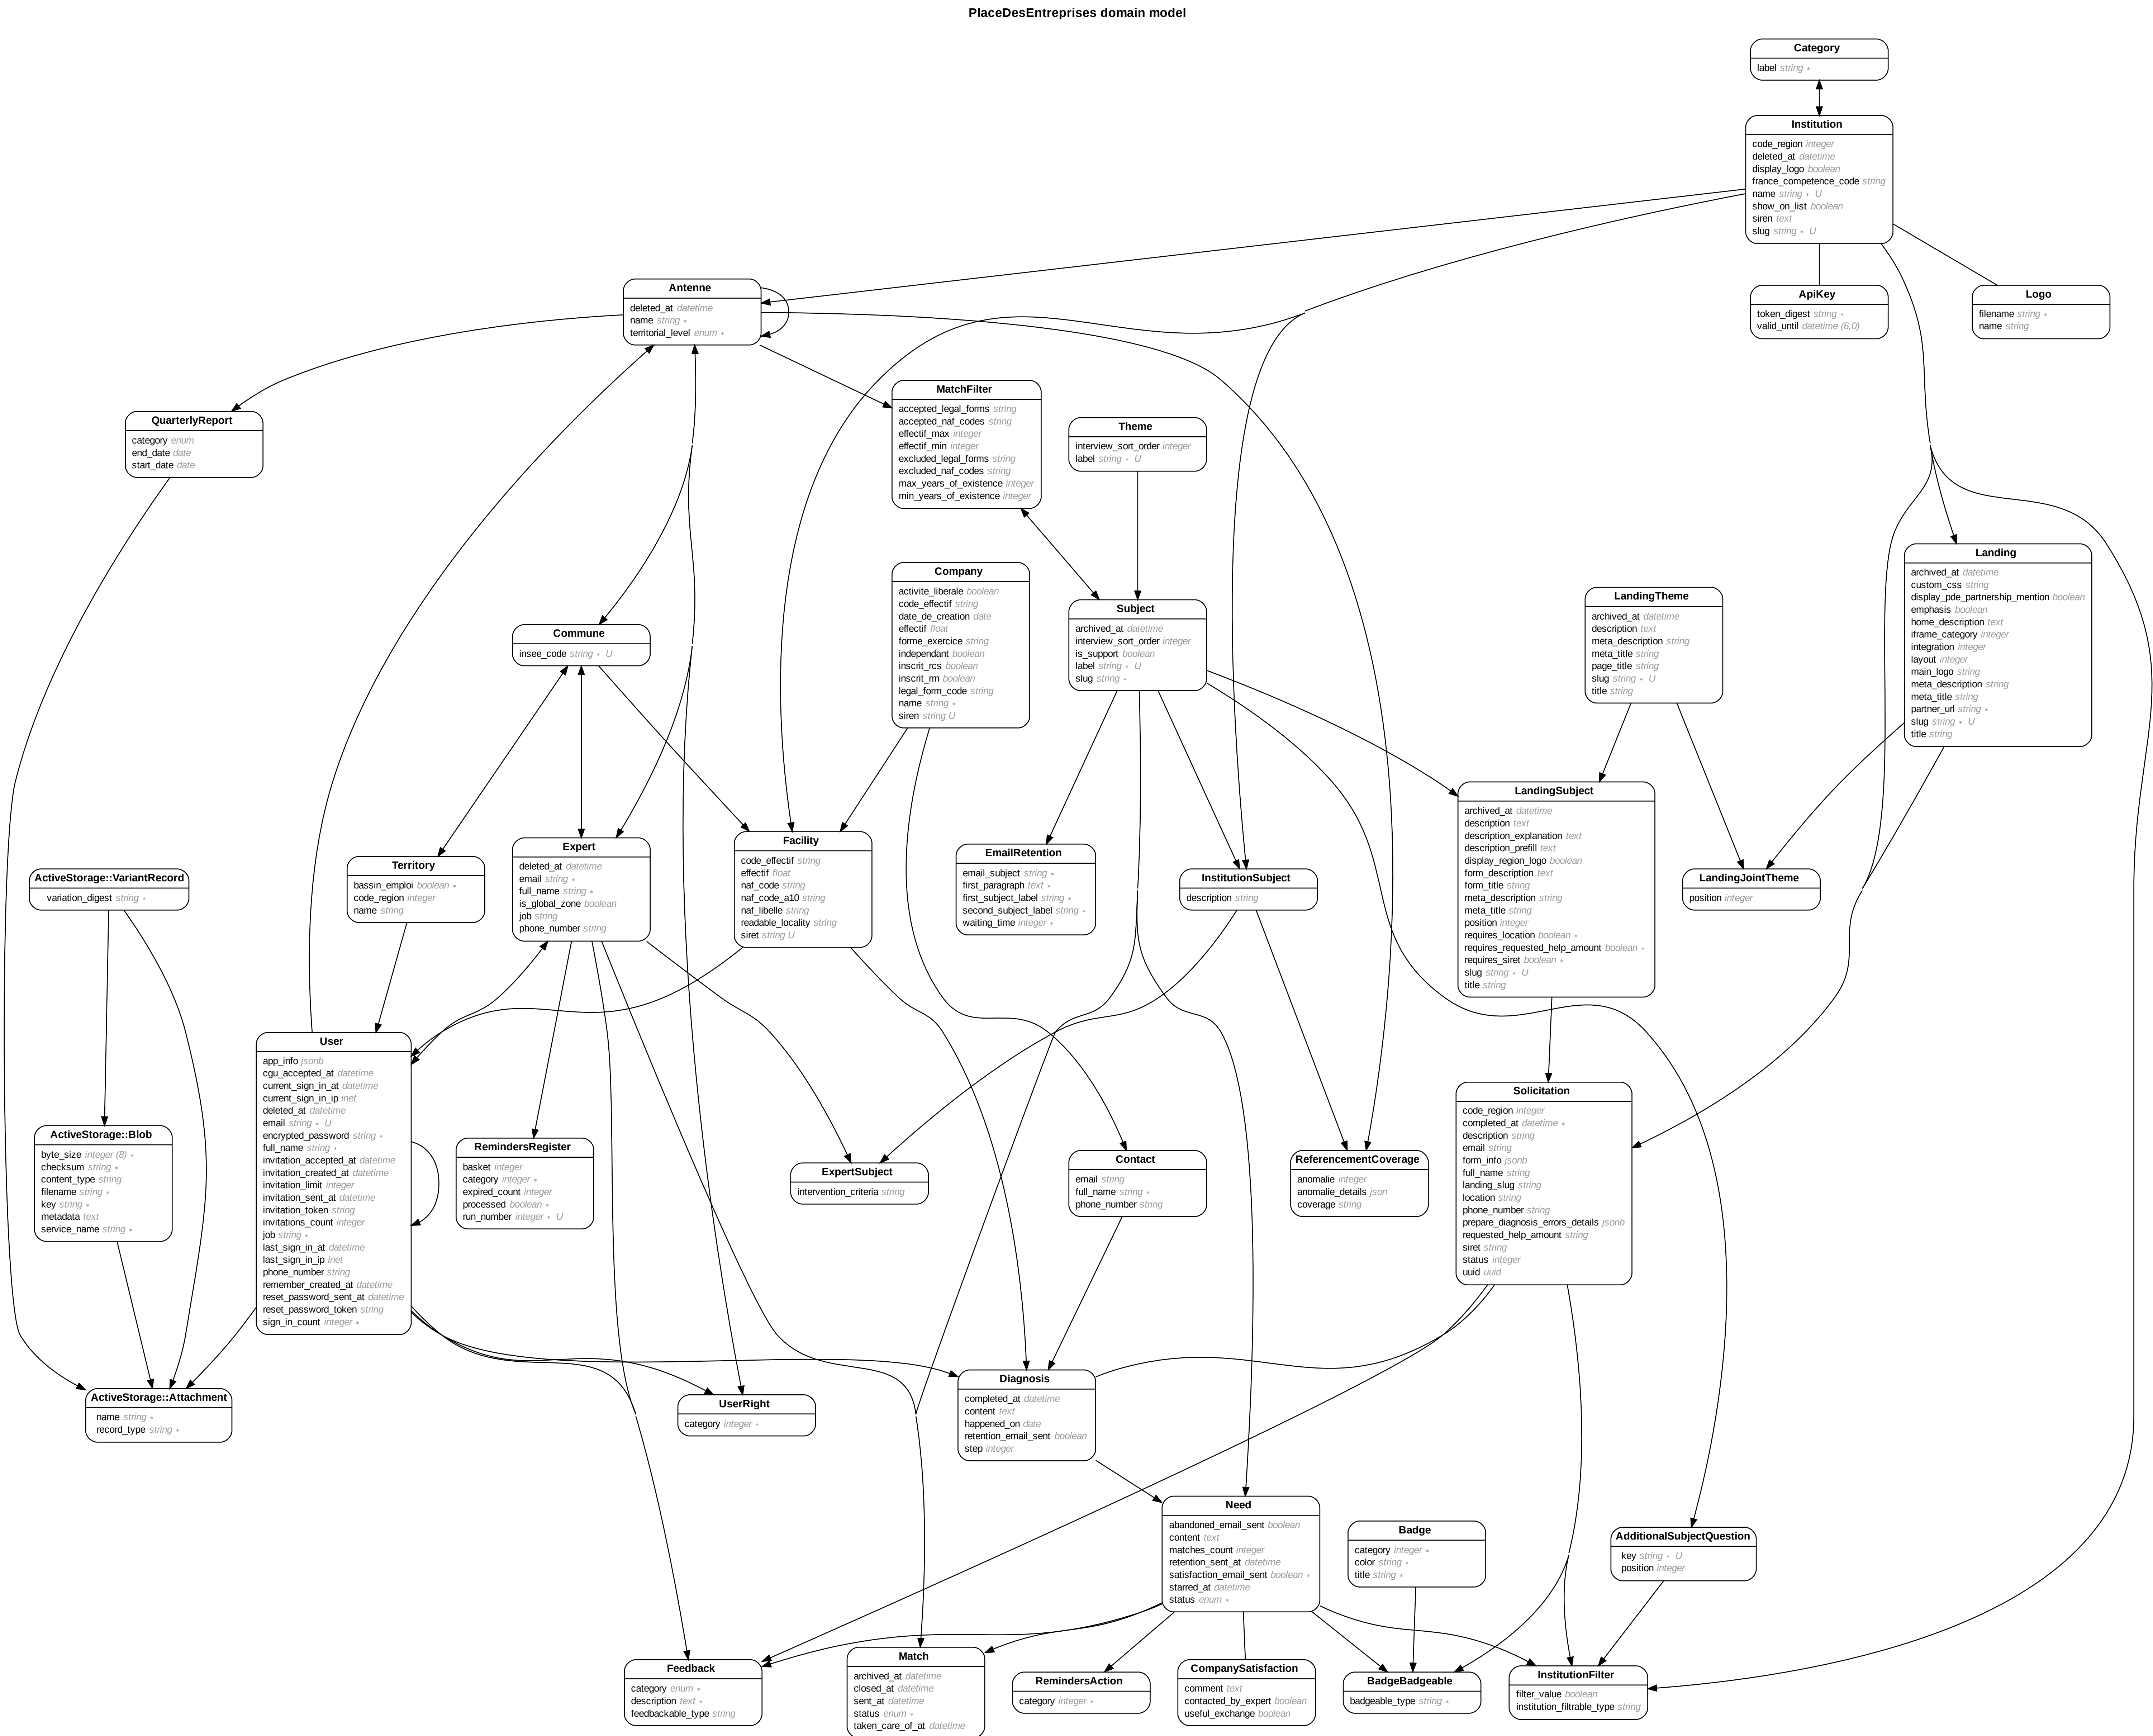 PlaceDesEntreprises domain model
Category
label string ∗
Institution
code_region integer
deleted_at datetime
display_logo boolean
france_competence_code string
name string ∗ U
show_on_list boolean
siren text
slug string ∗ U
Antenne
deleted_at datetime
name string ∗
territorial_level enum ∗
ApiKey
token_digest string ∗
valid_until datetime (6,0)
Logo
filename string ∗
name string
MatchFilter
accepted_legal_forms string
accepted_naf_codes string
effectif_max integer
effectif_min integer
excluded_legal_forms string
excluded_naf_codes string
max_years_of_existence integer
min_years_of_existence integer
QuarterlyReport
category enum
end_date date
start_date date
Theme
interview_sort_order integer
label string ∗ U
Landing
archived_at datetime
custom_css string
display_pde_partnership_mention boolean
emphasis boolean
home_description text
iframe_category integer
integration integer
layout integer
main_logo string
meta_description string
meta_title string
partner_url string ∗
slug string ∗ U
title string
Company
activite_liberale boolean
code_effectif string
date_de_creation date
effectif float
forme_exercice string
independant boolean
inscrit_rcs boolean
inscrit_rm boolean
legal_form_code string
name string ∗
siren string U
LandingTheme
archived_at datetime
description text
meta_description string
meta_title string
page_title string
slug string ∗ U
title string
Subject
archived_at datetime
interview_sort_order integer
is_support boolean
label string ∗ U
slug string ∗
Commune
insee_code string ∗ U
LandingSubject
archived_at datetime
description text
description_explanation text
description_prefill text
display_region_logo boolean
form_description text
form_title string
meta_description string
meta_title string
position integer
requires_location boolean ∗
requires_requested_help_amount boolean ∗
requires_siret boolean ∗
slug string ∗ U
title string
Facility
code_effectif string
effectif float
naf_code string
naf_code_a10 string
naf_libelle string
readable_locality string
siret string U
Expert
deleted_at datetime
email string ∗
full_name string ∗
is_global_zone boolean
job string
phone_number string
EmailRetention
email_subject string ∗
first_paragraph text ∗
first_subject_label string ∗
second_subject_label string ∗
waiting_time integer ∗
Territory
bassin_emploi boolean ∗
code_region integer
name string
ActiveStorage::VariantRecord
variation_digest string ∗
InstitutionSubject
description string
LandingJointTheme
position integer
User
app_info jsonb
cgu_accepted_at datetime
current_sign_in_at datetime
current_sign_in_ip inet
deleted_at datetime
email string ∗ U
encrypted_password string ∗
full_name string ∗
invitation_accepted_at datetime
invitation_created_at datetime
invitation_limit integer
invitation_sent_at datetime
invitation_token string
invitations_count integer
job string ∗
last_sign_in_at datetime
last_sign_in_ip inet
phone_number string
remember_created_at datetime
reset_password_sent_at datetime
reset_password_token string
sign_in_count integer ∗
Solicitation
code_region integer
completed_at datetime ∗
description string
email string
form_info jsonb
full_name string
landing_slug string
location string
phone_number string
prepare_diagnosis_errors_details jsonb
requested_help_amount string
siret string
status integer
uuid uuid
ActiveStorage::Blob
byte_size integer (8) ∗
checksum string ∗
content_type string
filename string ∗
key string ∗
metadata text
service_name string ∗
RemindersRegister
basket integer
category integer ∗
expired_count integer
processed boolean ∗
run_number integer ∗ U
ExpertSubject
intervention_criteria string
Contact
email string
full_name string ∗
phone_number string
ReferencementCoverage
anomalie integer
anomalie_details json
coverage string
Diagnosis
completed_at datetime
content text
happened_on date
retention_email_sent boolean
step integer
ActiveStorage::Attachment
name string ∗
record_type string ∗
UserRight
category integer ∗
Need
abandoned_email_sent boolean
content text
matches_count integer
retention_sent_at datetime
satisfaction_email_sent boolean ∗
starred_at datetime
status enum ∗
Badge
category integer ∗
color string ∗
title string ∗
AdditionalSubjectQuestion
key string ∗ U
position integer
Feedback
category enum ∗
description text ∗
feedbackable_type string
Match
archived_at datetime
closed_at datetime
sent_at datetime
status enum ∗
taken_care_of_at datetime
RemindersAction
category integer ∗
CompanySatisfaction
comment text
contacted_by_expert boolean
useful_exchange boolean
BadgeBadgeable
badgeable_type string ∗
InstitutionFilter
filter_value boolean
institution_filtrable_type string